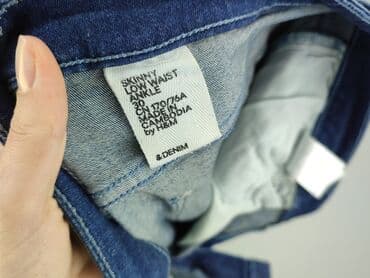 SKINNY
LOW WAIST
ANKLE
30
CN 170/76A
MADE IN
CAMBODIA
by H&M
&DENIM